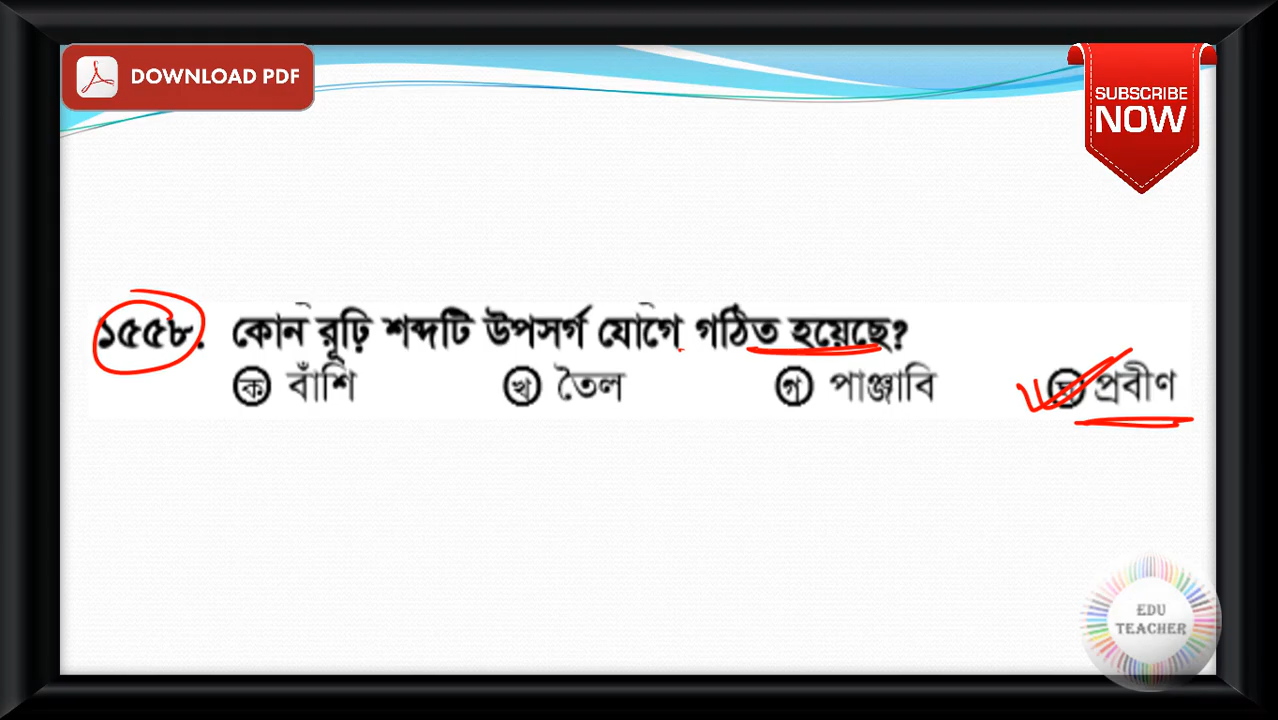 DOWNLOAD PDF
SUBSCRIBE
NOW
১৫৫৮. কোন রূঢ়ি শব্দটি উপসর্গ যোগে গঠিত হয়েছে?
ক বাঁশি খ তৈল গ পাঞ্জাবি ঘ প্রবীণ
EDU
TEACHER